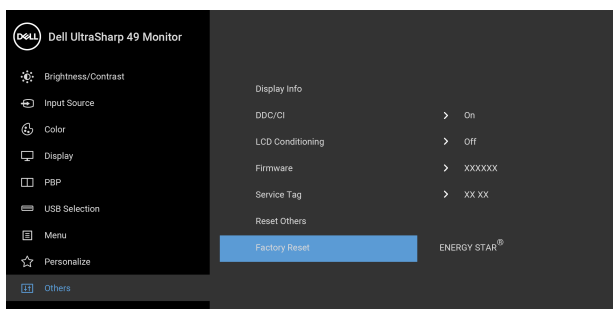 DELL Dell UltraSharp 49 Monitor
Brightness/Contrast
Input Source
Color
Display
PBP
USB Selection
Menu
Personalize
Others
Display Info
DDC/CI > On
LCD Conditioning > Off
Firmware > XXXXXX
Service Tag > XX XX
Reset Others
Factory Reset ENERGY STAR®